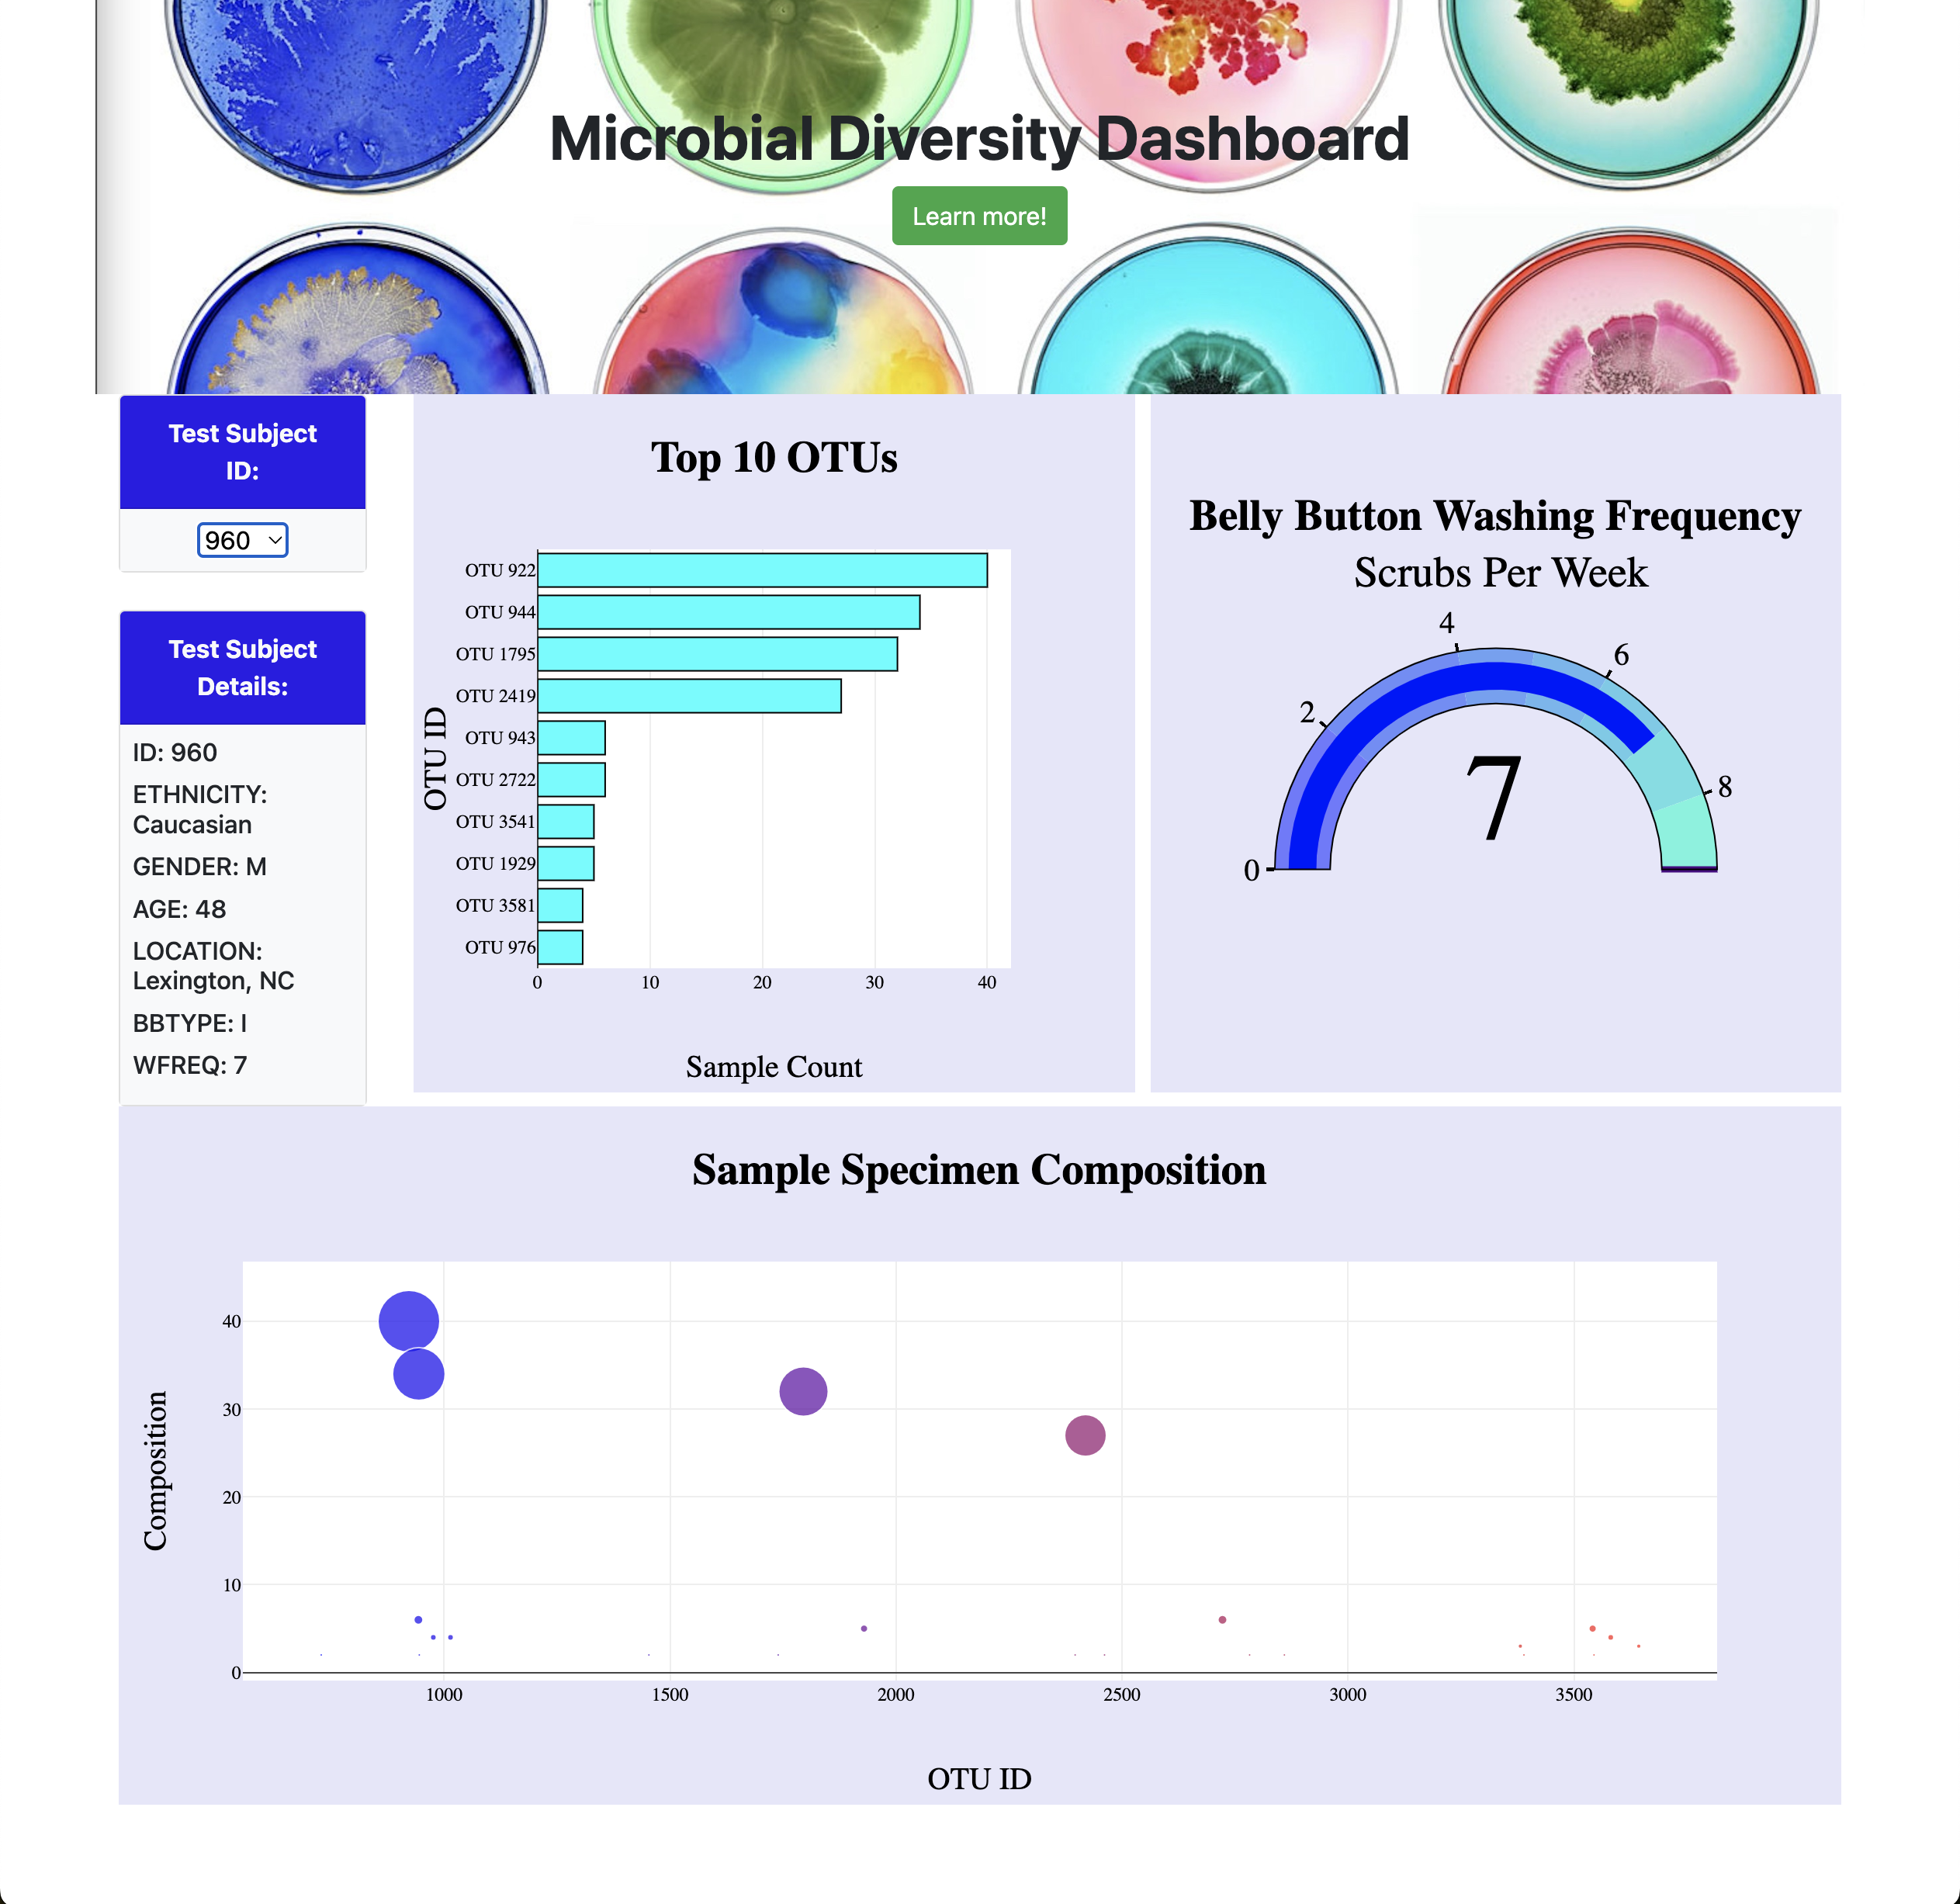 Microbial Diversity Dashboard
Learn more!
Test Subject
ID:
960
Test Subject
Details:
ID: 960
ETHNICITY:
Caucasian
GENDER: M
AGE: 48
LOCATION:
Lexington, NC
BBTYPE: I
WFREQ: 7
Top 10 OTUs
OTU ID
OTU 922
OTU 944
OTU 1795
OTU 2419
OTU 943
OTU 2722
OTU 3541
OTU 1929
OTU 3581
OTU 976
0 10 20 30 40
Sample Count
Belly Button Washing Frequency
Scrubs Per Week
0
2
4
6
8
7
Sample Specimen Composition
Composition
40
30
20
10
0
1000 1500 2000 2500 3000 3500
OTU ID